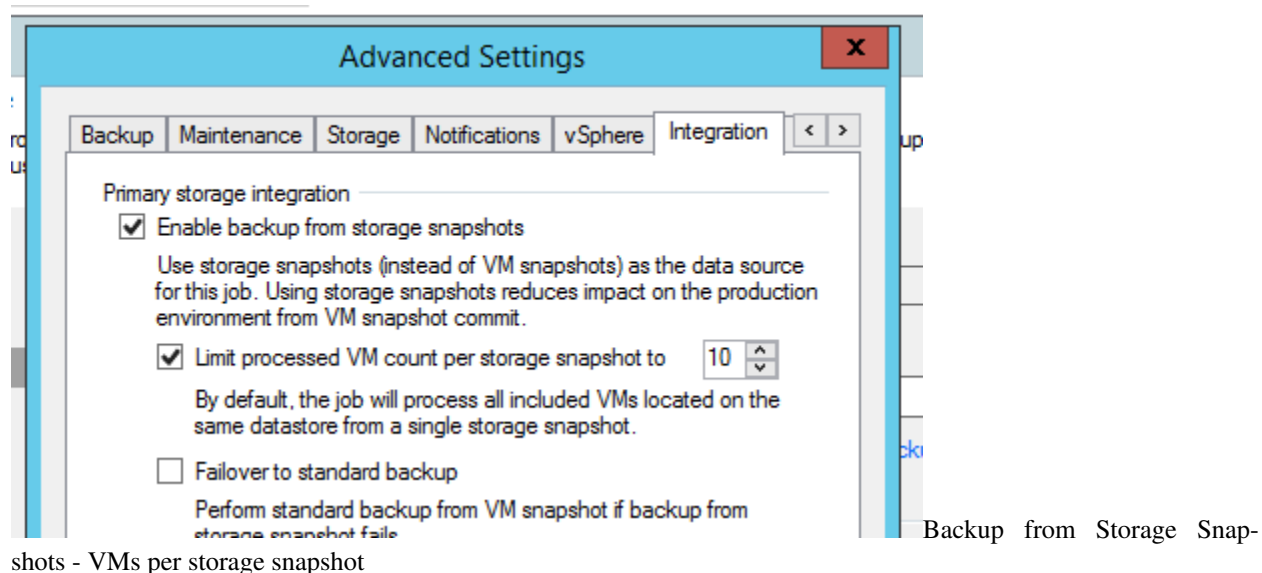 Advanced Settings
x
Backup Maintenance Storage Notifications vSphere Integration < >
Primary storage integration
Enable backup from storage snapshots
Use storage snapshots (instead of VM snapshots) as the data source
for this job. Using storage snapshots reduces impact on the production
environment from VM snapshot commit.
Limit processed VM count per storage snapshot to 10
By default, the job will process all included VMs located on the
same datastore from a single storage snapshot.
Failover to standard backup
Perform standard backup from VM snapshot if backup from
storage snapshot fails
Backup from Storage Snap-
shots - VMs per storage snapshot